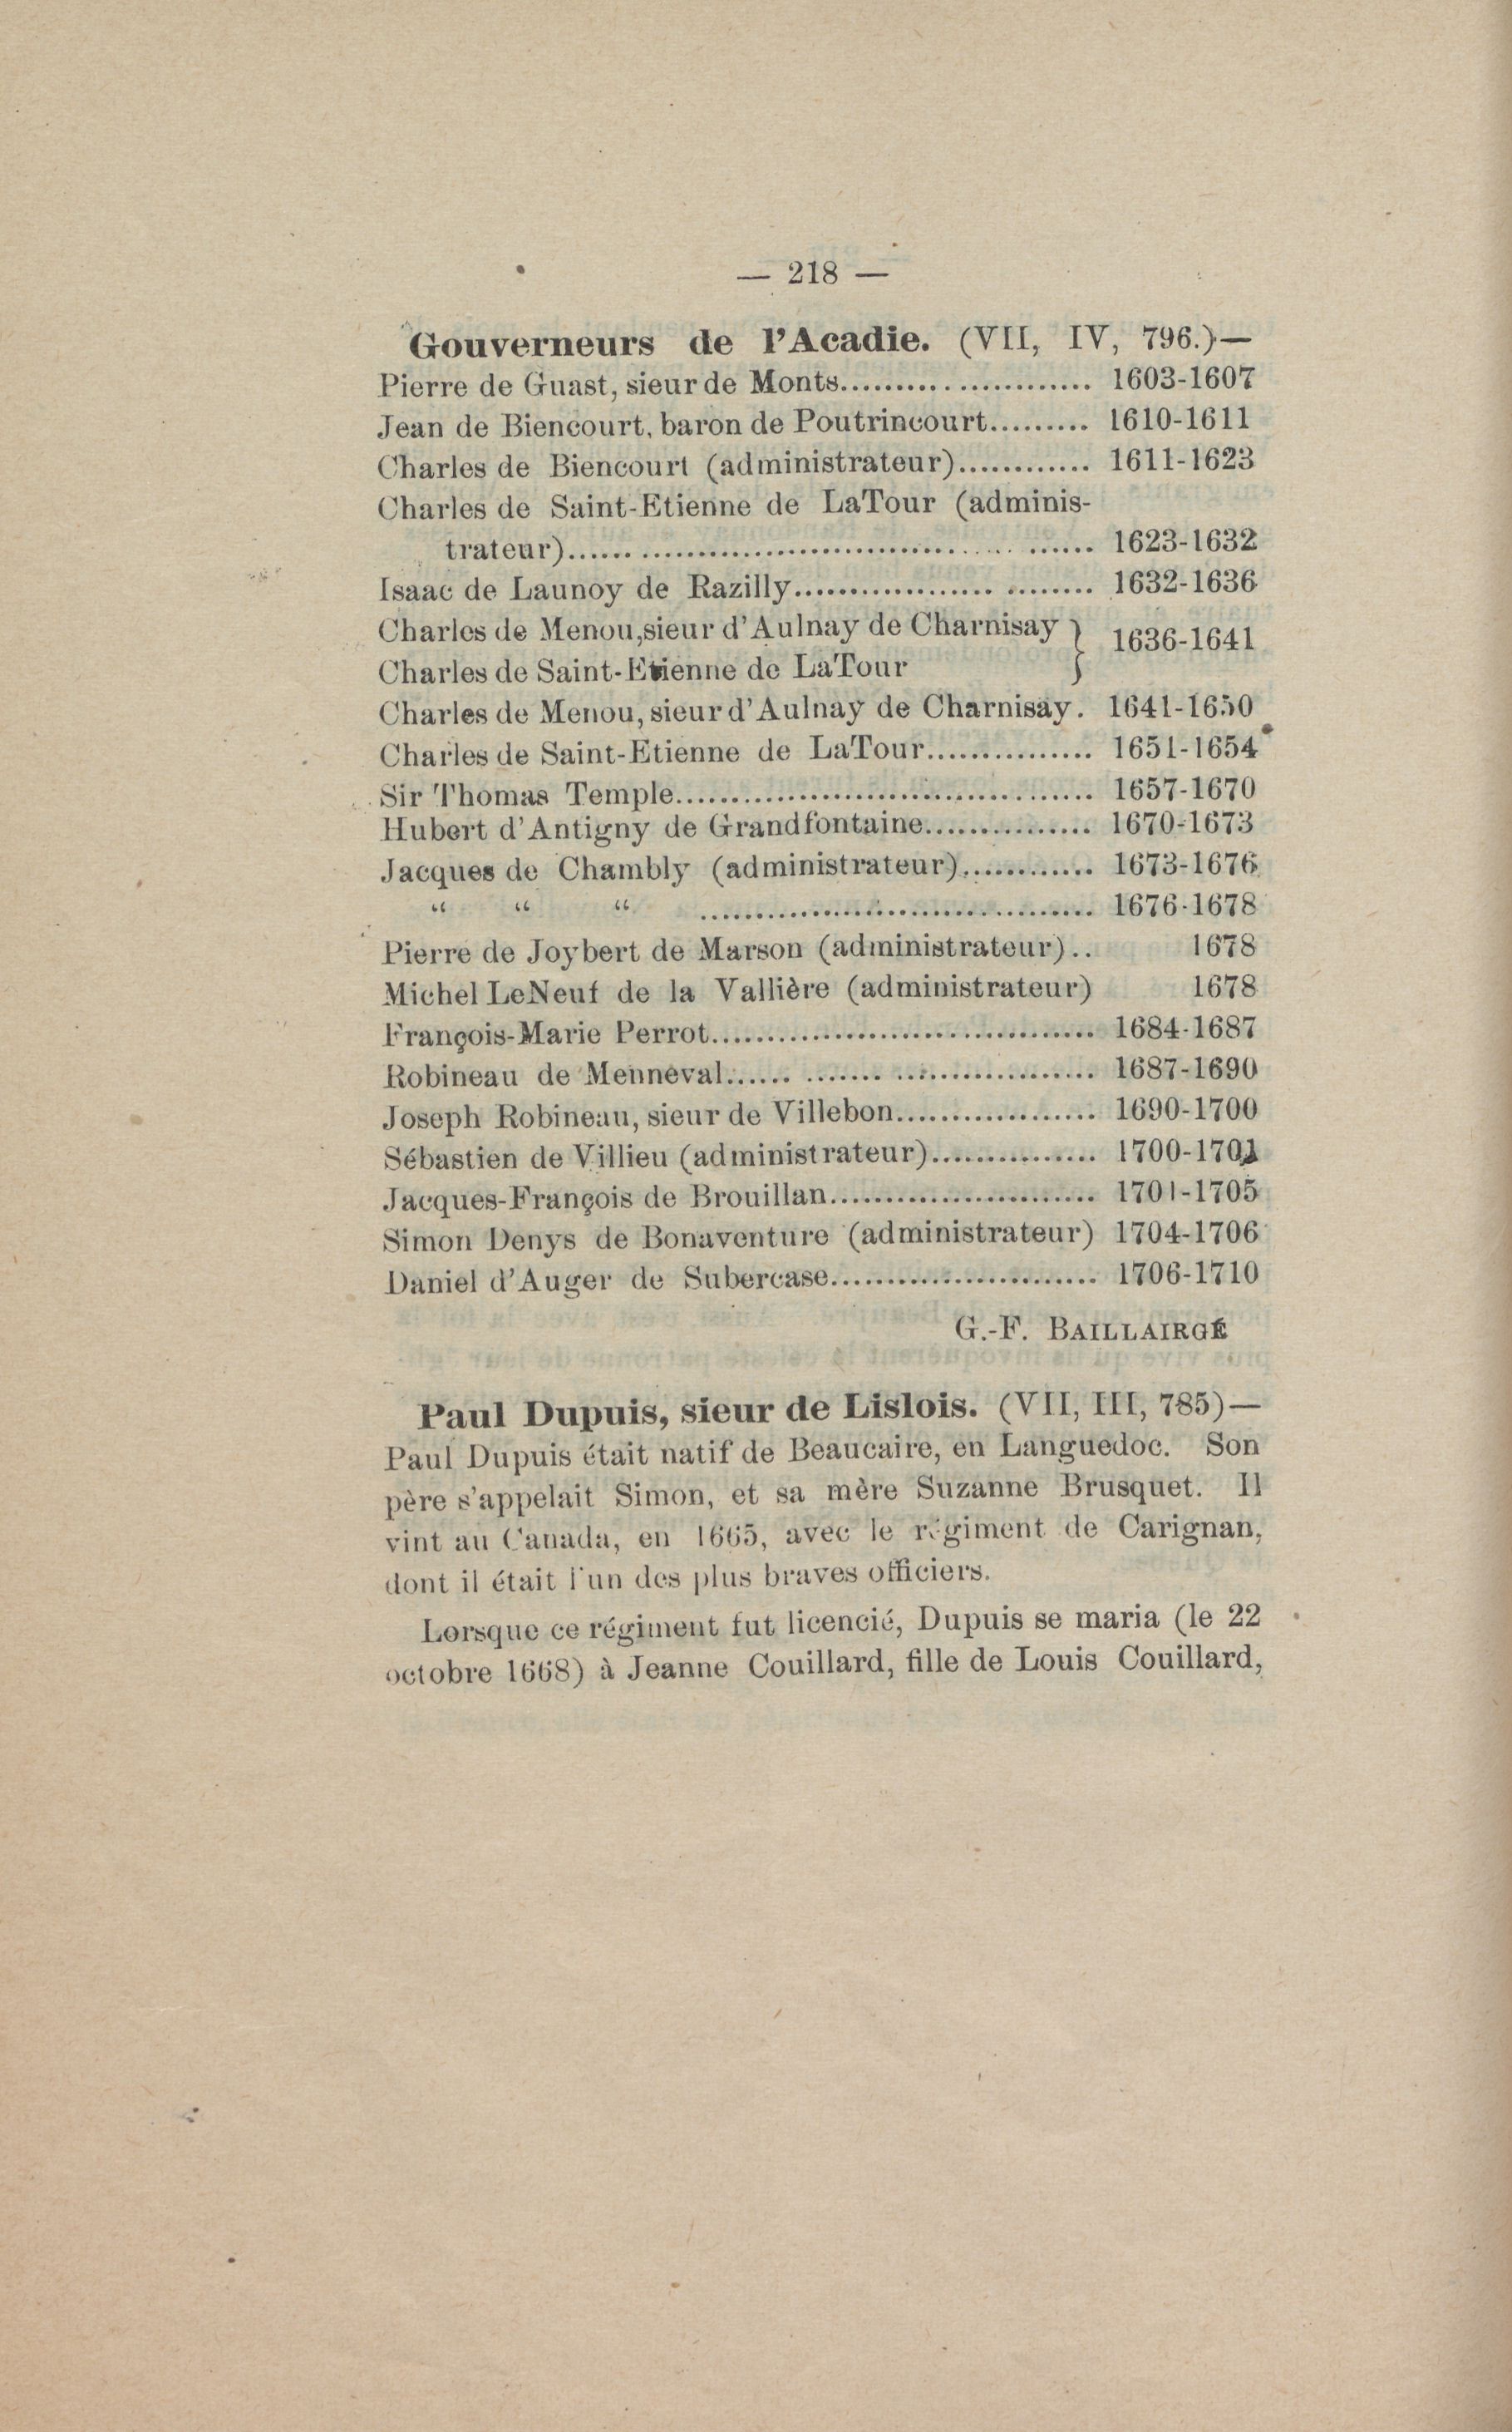 — 218 —
Gouverneurs de l'Acadie. (VII, IV, 796.)—
Pierre de Guast, sieur de Monts........................ 1603-1607
Jean de Biencourt, baron de Poutrincourt......... 1610-1611
Charles de Biencourt (administrateur)............ 1611-1623
Charles de Saint-Etienne de LaTour (adminis-
trateur)................................................ 1623-1632
Isaac de Launoy de Razilly.......................... 1632-1636
Charles de Menou, sieur d'Aulnay de Charnisay } 1636-1641
Charles de Saint-Etienne de LaTour
Charles de Menou, sieur d'Aulnay de Charnisay. 1641-1650
Charles de Saint-Etienne de LaTour............... 1651-1654
Sir Thomas Temple...................................... 1657-1670
Hubert d'Antigny de Grandfontaine............... 1670-1673
Jacques de Chambly (administrateur)............ 1673-1676
“ “ “ .................................... 1676-1678
Pierre de Joybert de Marson (administrateur).. 1678
Michel LeNeuf de la Vallière (administrateur) 1678
François-Marie Perrot................................... 1684-1687
Robineau de Menneval................................ 1687-1690
Joseph Robineau, sieur de Villebon.................. 1690-1700
Sébastien de Villieu (administrateur)............... 1700-1701
Jacques-François de Brouillan........................ 1701-1705
Simon Denys de Bonaventure (administrateur) 1704-1706
Daniel d'Auger de Subercase........................ 1706-1710
G.-F. BAILLAIRGÉ
Paul Dupuis, sieur de Lislois. (VII, III, 785)—
Paul Dupuis était natif de Beaucaire, en Languedoc. Son
père s'appelait Simon, et sa mère Suzanne Brusquet. Il
vint au Canada, en 1665, avec le régiment de Carignan,
dont il était l'un des plus braves officiers.
Lorsque ce régiment fut licencié, Dupuis se maria (le 22
octobre 1668) à Jeanne Couillard, fille de Louis Couillard,